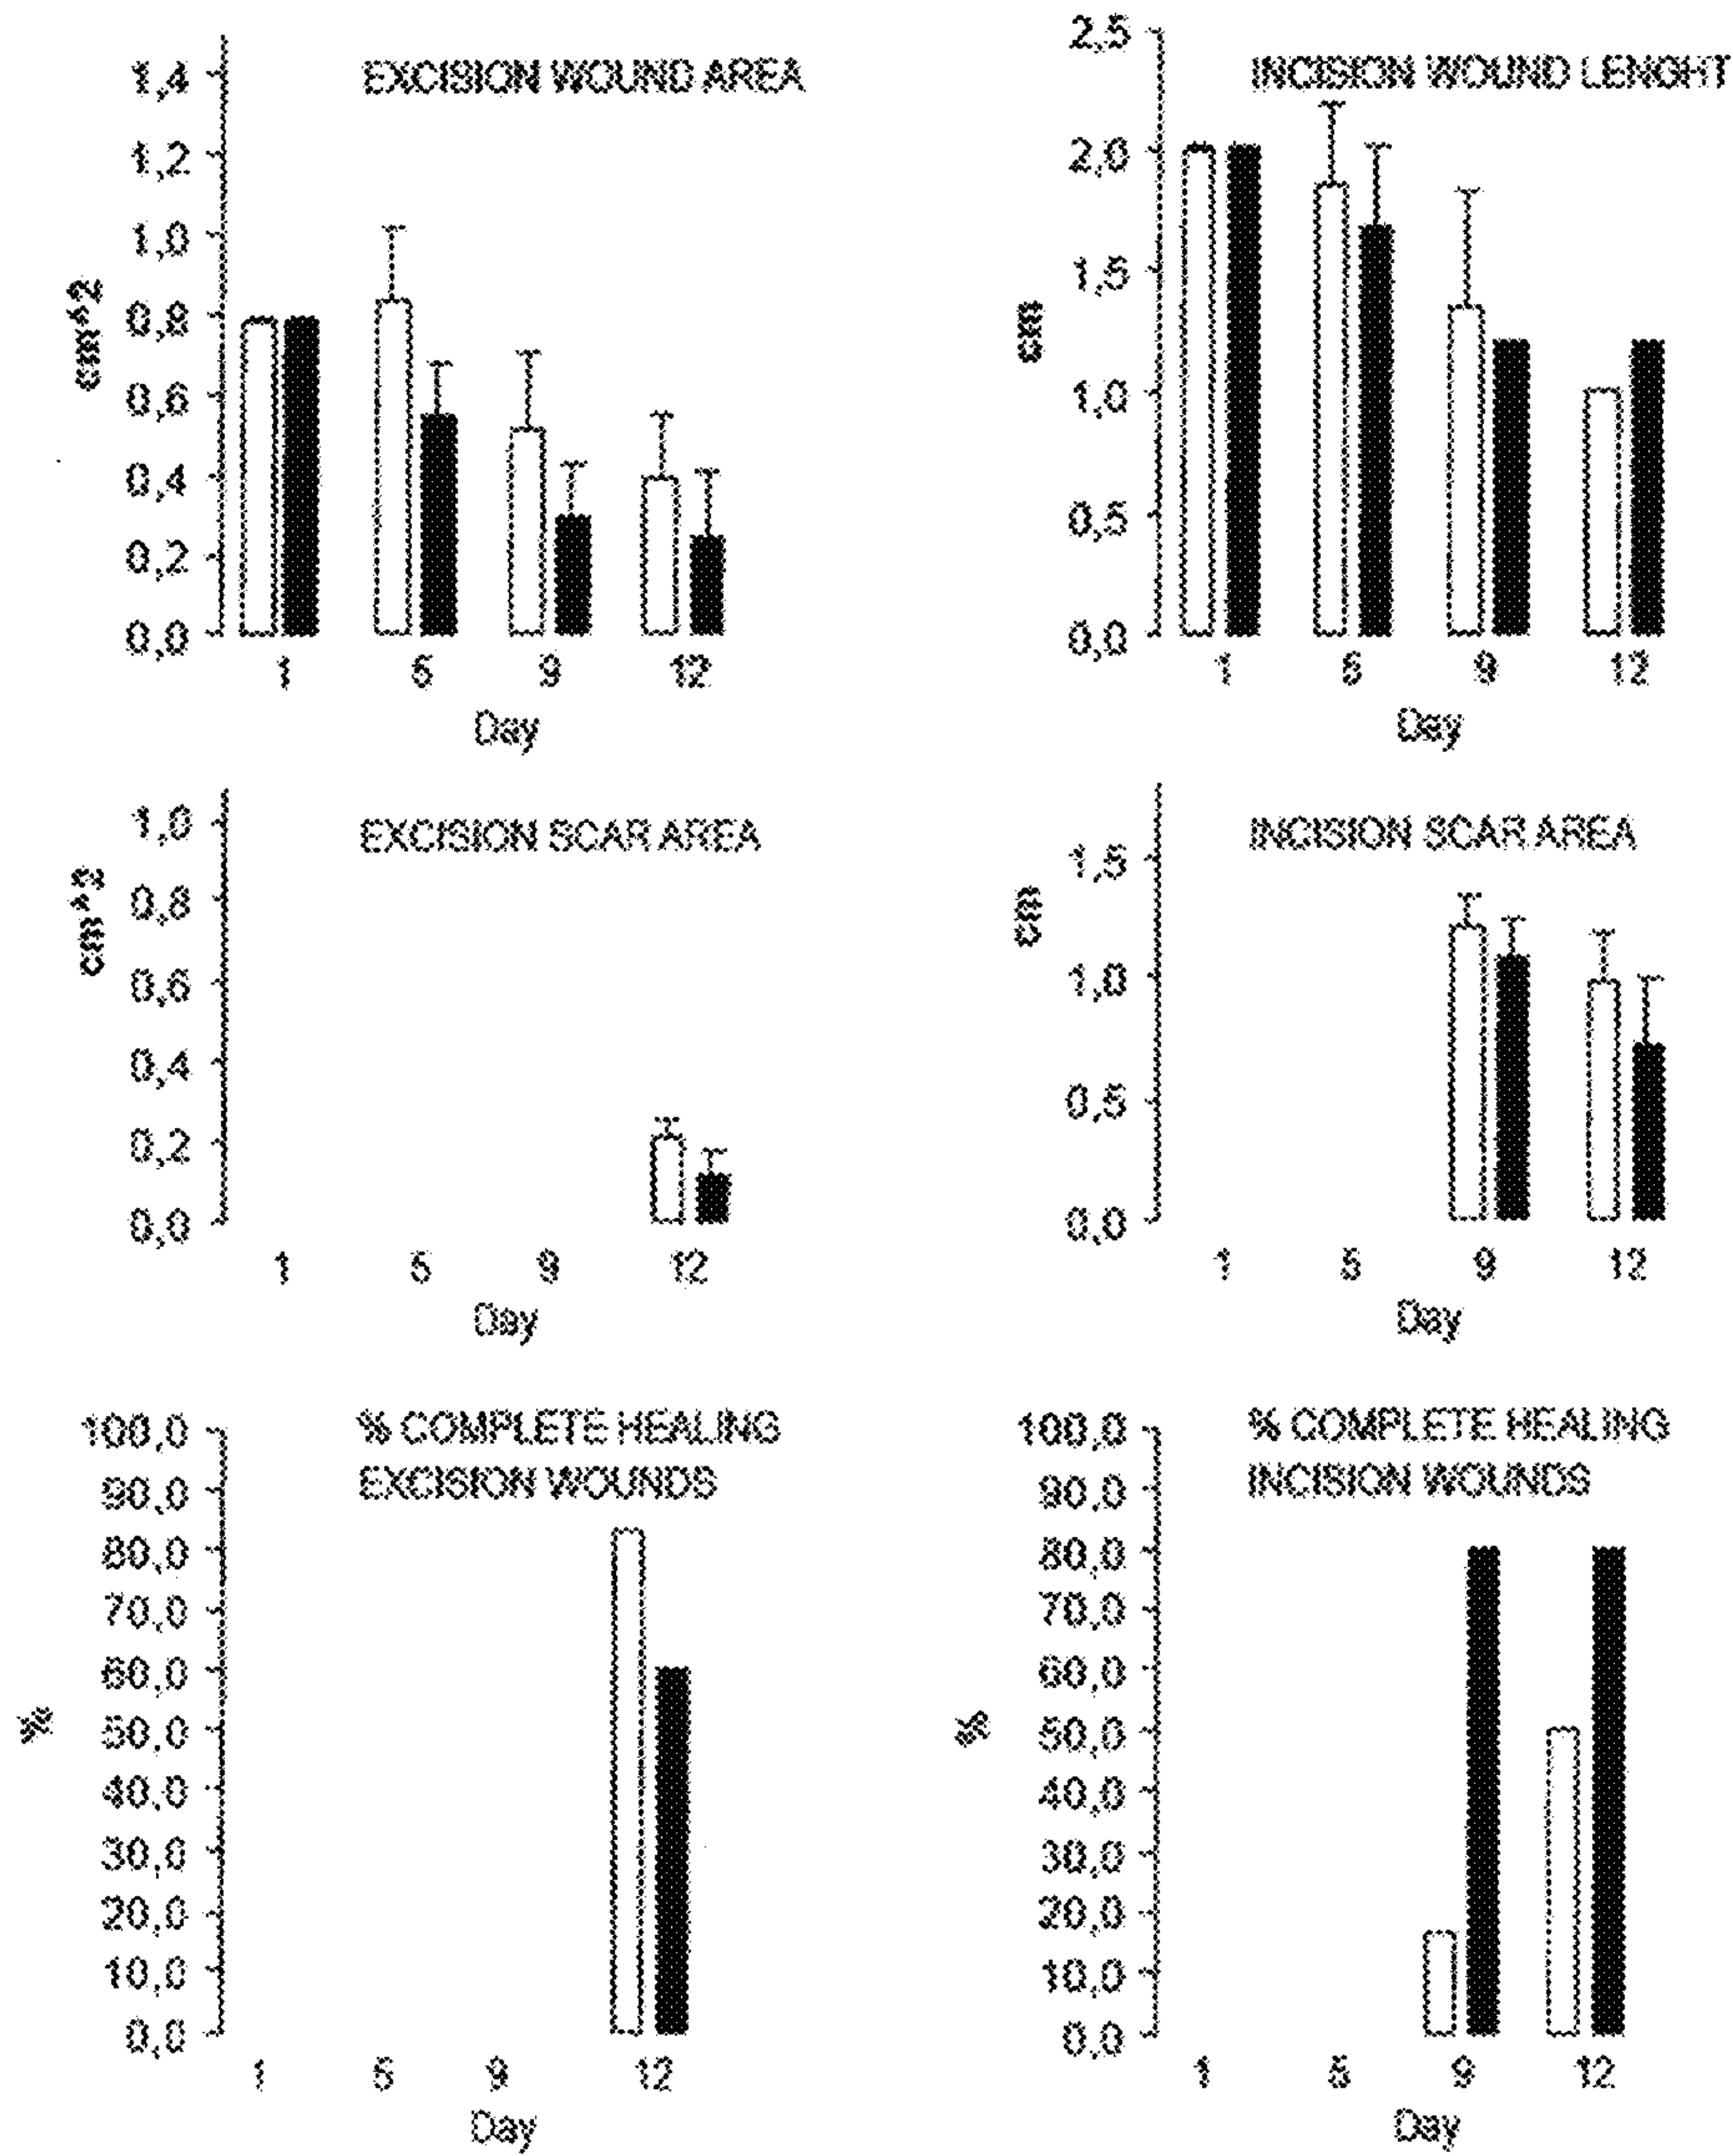 EXCISION WOUND AREA
cm^2
1,4
1,2
1,0
0,8
0,6
0,4
0,2
0,0
1 5 9 12
Day
INCISION WOUND LENGHT
cm
2,5
2,0
1,5
1,0
0,5
0,0
1 9 12
Day
EXCISION SCAR AREA
cm^2
1,0
0,8
0,6
0,4
0,2
0,0
1 5 9 12
Day
INCISION SCAR AREA
cm
1,5
1,0
0,5
0,0
1 9 12
Day
% COMPLETE HEALING
EXCISION WOUNDS
%
100,0
90,0
80,0
70,0
60,0
50,0
40,0
30,0
20,0
10,0
0,0
1 5 9 12
Day
% COMPLETE HEALING
INCISION WOUNDS
%
100,0
90,0
80,0
70,0
60,0
50,0
40,0
30,0
20,0
10,0
0,0
1 9 12
Day